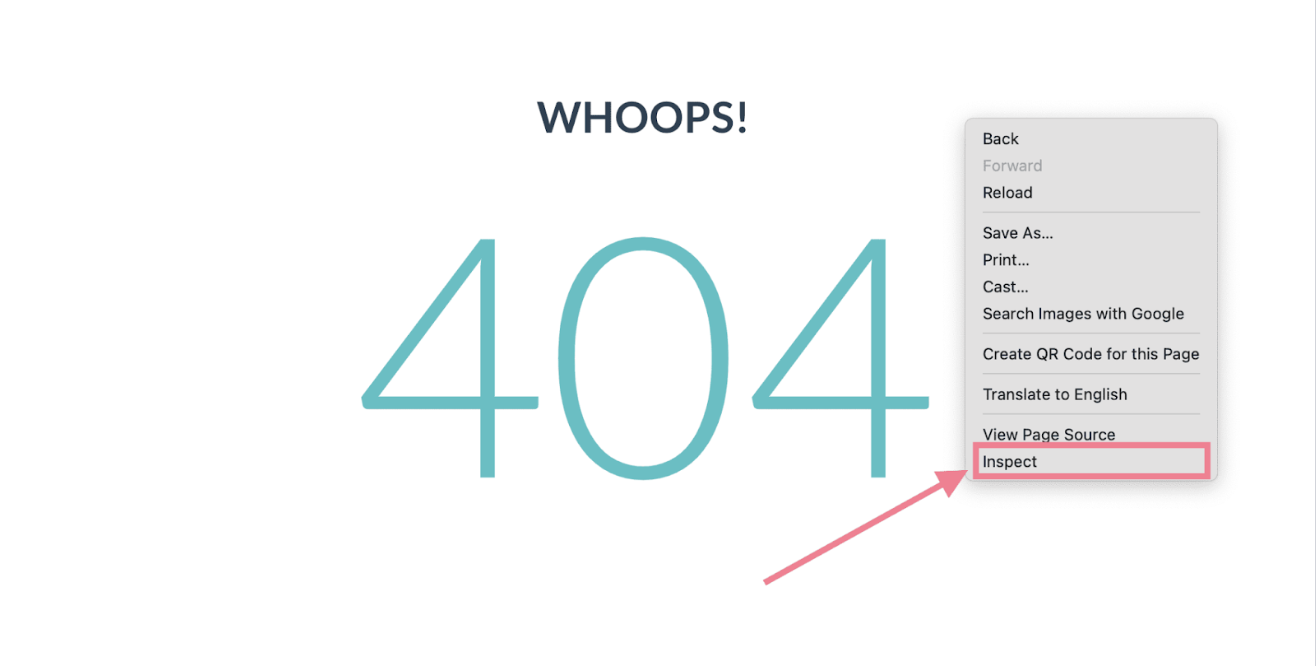 WHOOPS!
404
Back
Forward
Reload
Save As...
Print...
Cast...
Search Images with Google
Create QR Code for this Page
Translate to English
View Page Source
Inspect